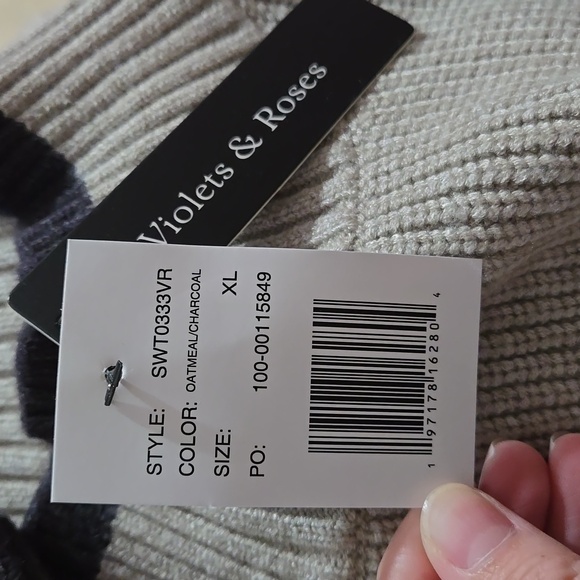 Violets & Roses
STYLE: SWT0333VR
COLOR: OATMEAL/CHARCOAL
SIZE: XL
PO: 100-00115849
1 97178 16280 4